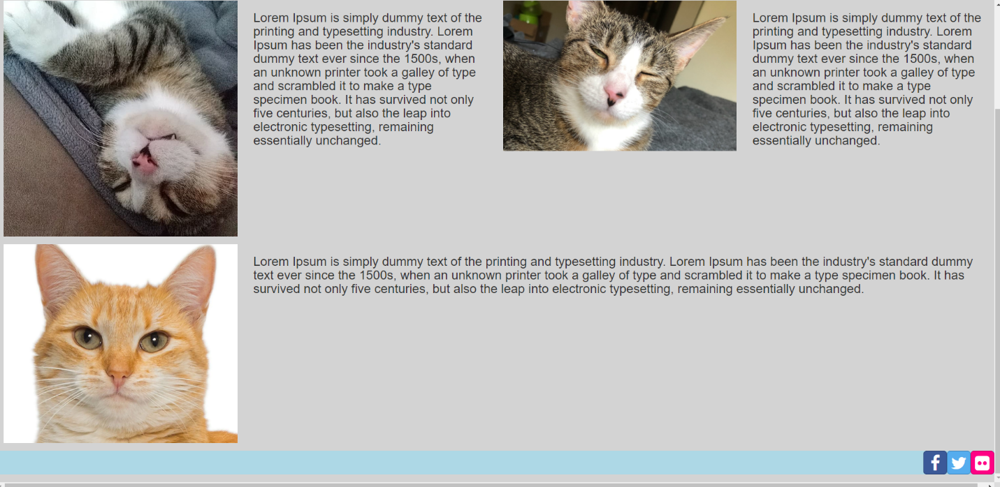 Lorem Ipsum is simply dummy text of the
printing and typesetting industry. Lorem
Ipsum has been the industry's standard
dummy text ever since the 1500s, when
an unknown printer took a galley of type
and scrambled it to make a type
specimen book. It has survived not only
five centuries, but also the leap into
electronic typesetting, remaining
essentially unchanged.
Lorem Ipsum is simply dummy text of the
printing and typesetting industry. Lorem
Ipsum has been the industry's standard
dummy text ever since the 1500s, when
an unknown printer took a galley of type
and scrambled it to make a type
specimen book. It has survived not only
five centuries, but also the leap into
electronic typesetting, remaining
essentially unchanged.
Lorem Ipsum is simply dummy text of the printing and typesetting industry. Lorem Ipsum has been the industry's standard dummy
text ever since the 1500s, when an unknown printer took a galley of type and scrambled it to make a type specimen book. It has
survived not only five centuries, but also the leap into electronic typesetting, remaining essentially unchanged.